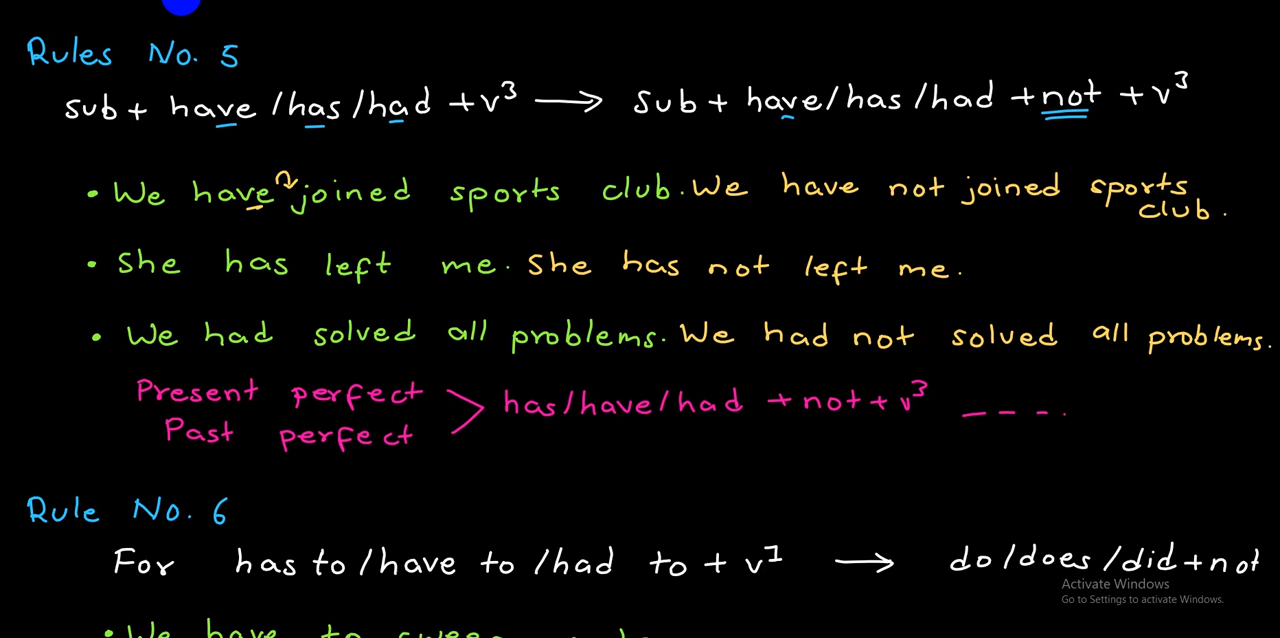 Rules No. 5
sub + have /has /had + v³ → sub + have/has /had + not + v³
• We have joined sports club. We have not joined sports club.
• She has left me. She has not left me.
• We had solved all problems. We had not solved all problems.
Present perfect
Past perfect > has/have/had + not + v³ ----
Rule No. 6
For has to /have to /had to + v¹ → do/does/did + not
Activate Windows
Go to Settings to activate Windows.
• We have to